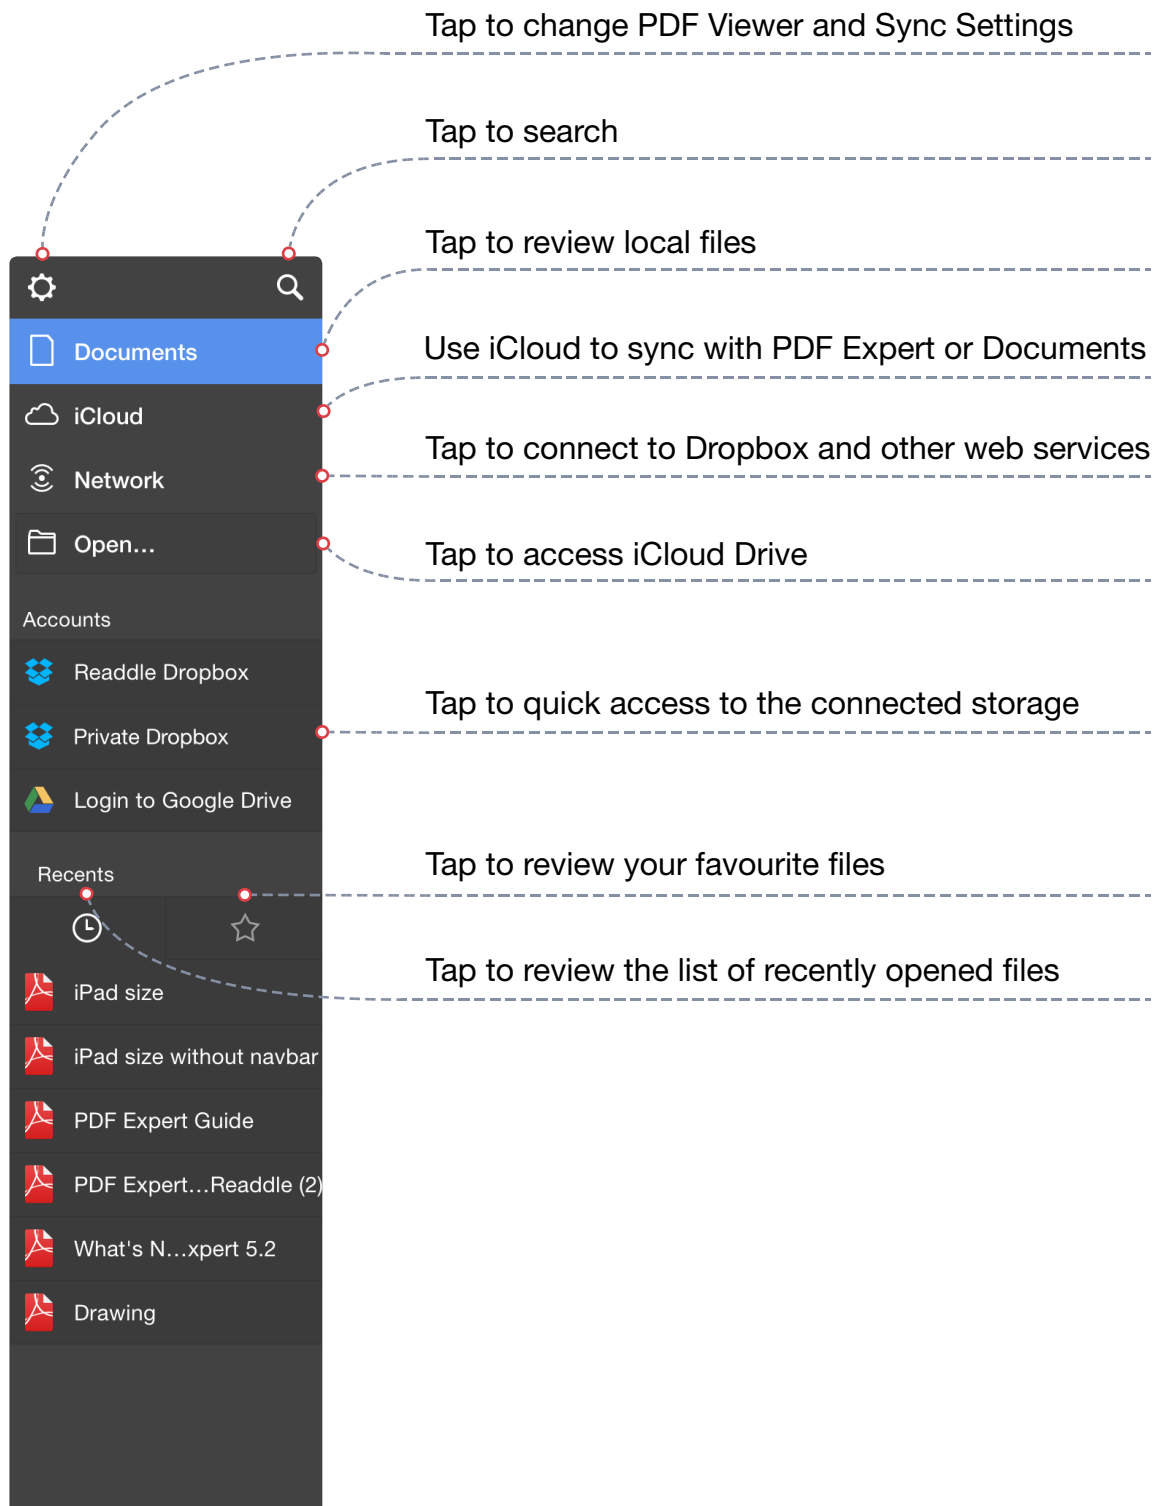 Tap to change PDF Viewer and Sync Settings
Tap to search
Tap to review local files
Documents
Use iCloud to sync with PDF Expert or Documents
iCloud
Tap to connect to Dropbox and other web services
Network
Open...
Tap to access iCloud Drive
Accounts
Readdle Dropbox
Tap to quick access to the connected storage
Private Dropbox
Login to Google Drive
Recents
Tap to review your favourite files
Tap to review the list of recently opened files
iPad size
iPad size without navbar
PDF Expert Guide
PDF Expert...Readdle (2)
What's N...xpert 5.2
Drawing